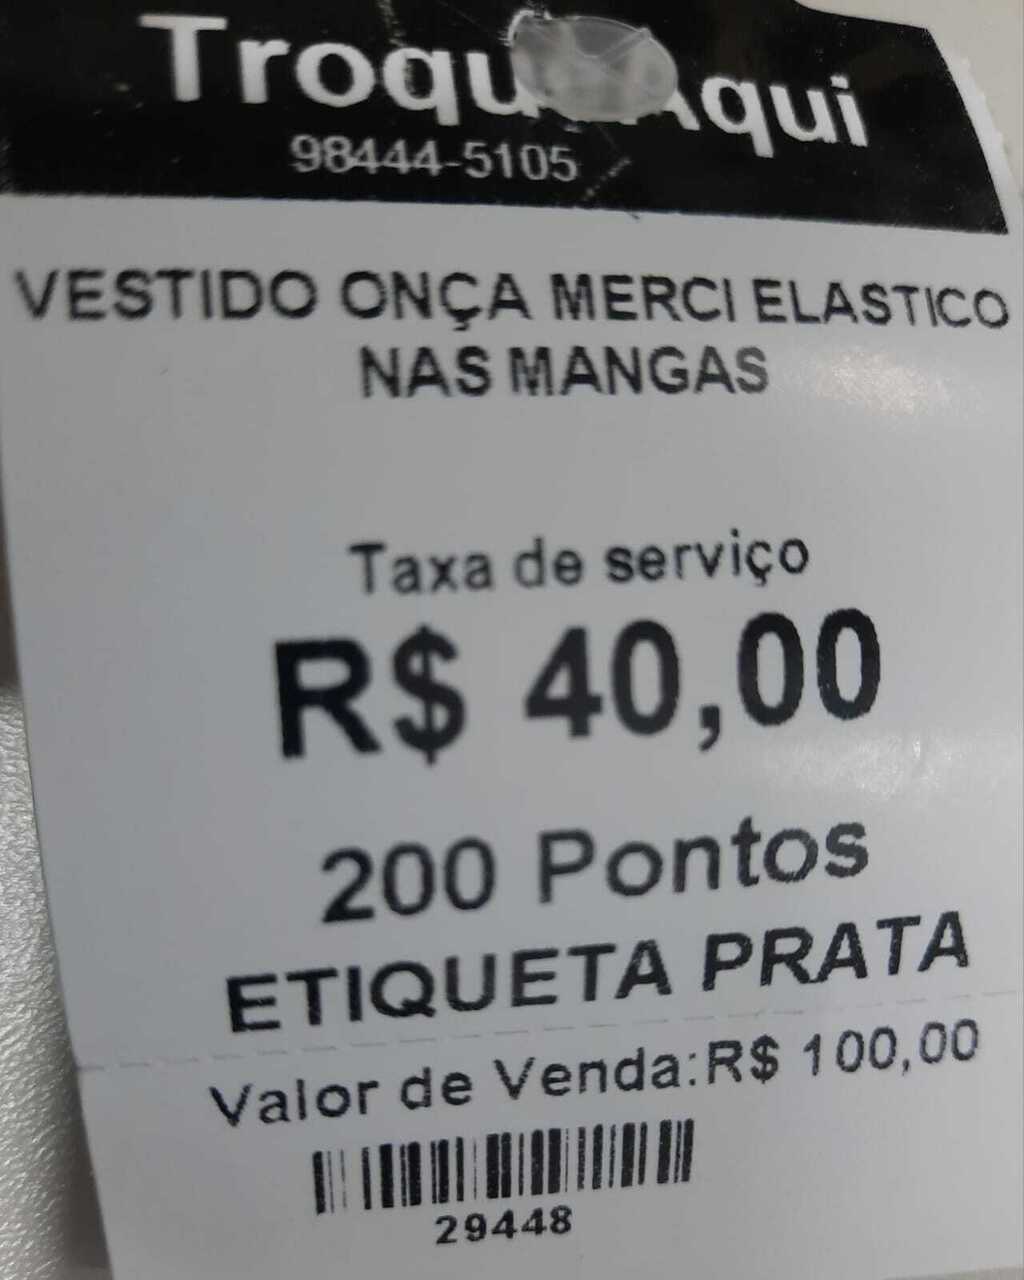 Troqu Aqui
98444-5105
VESTIDO ONÇA MERCI ELASTICO
NAS MANGAS
Taxa de serviço
R$ 40,00
200 Pontos
ETIQUETA PRATA
Valor de Venda:R$ 100,00
29448